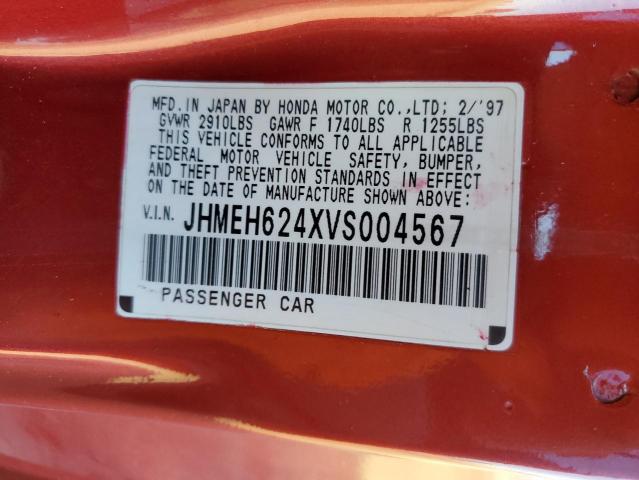 MFD. IN JAPAN BY HONDA MOTOR CO.,LTD; 2/'97
GVWR 2910LBS GAWR F 1740LBS R 1255LBS
THIS VEHICLE CONFORMS TO ALL APPLICABLE
FEDERAL MOTOR VEHICLE SAFETY, BUMPER,
AND THEFT PREVENTION STANDARDS IN EFFECT
ON THE DATE OF MANUFACTURE SHOWN ABOVE:
V.I.N. JHMEH624XVS004567
PASSENGER CAR